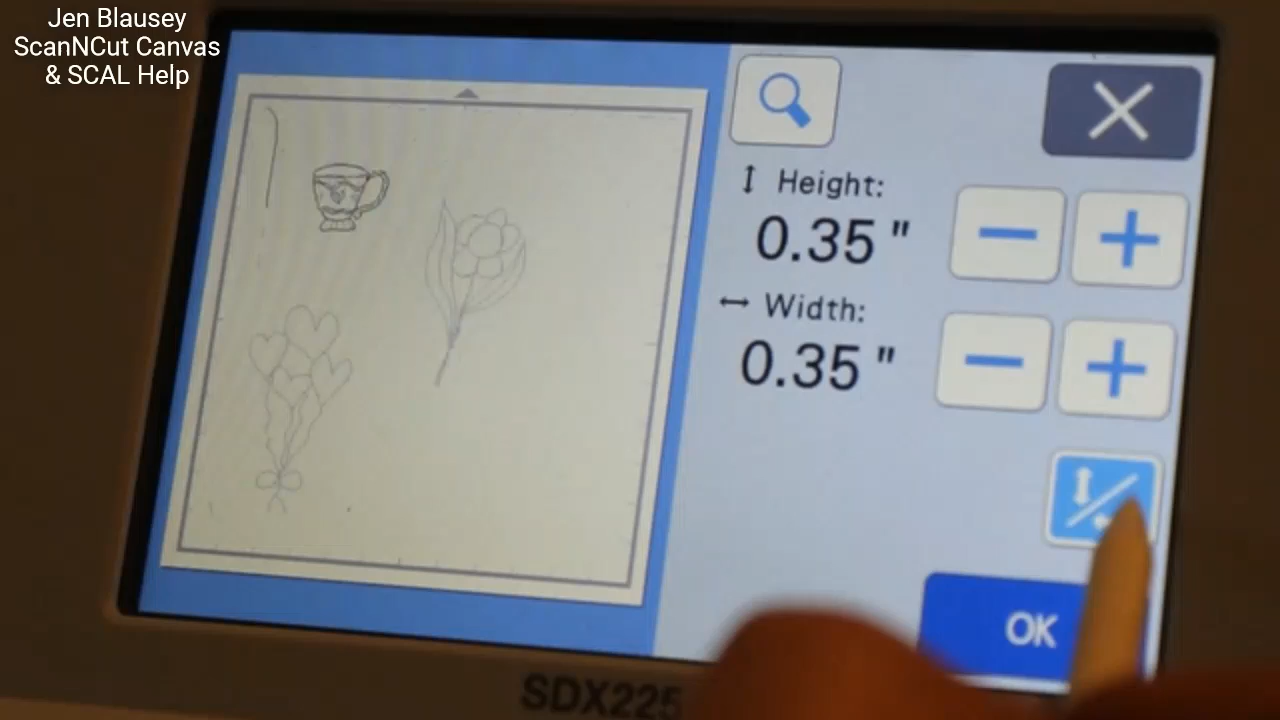 Jen Blausey
ScanNCut Canvas
& SCAL Help
Height:
0.35 "
Width:
0.35 "
OK
SDX225